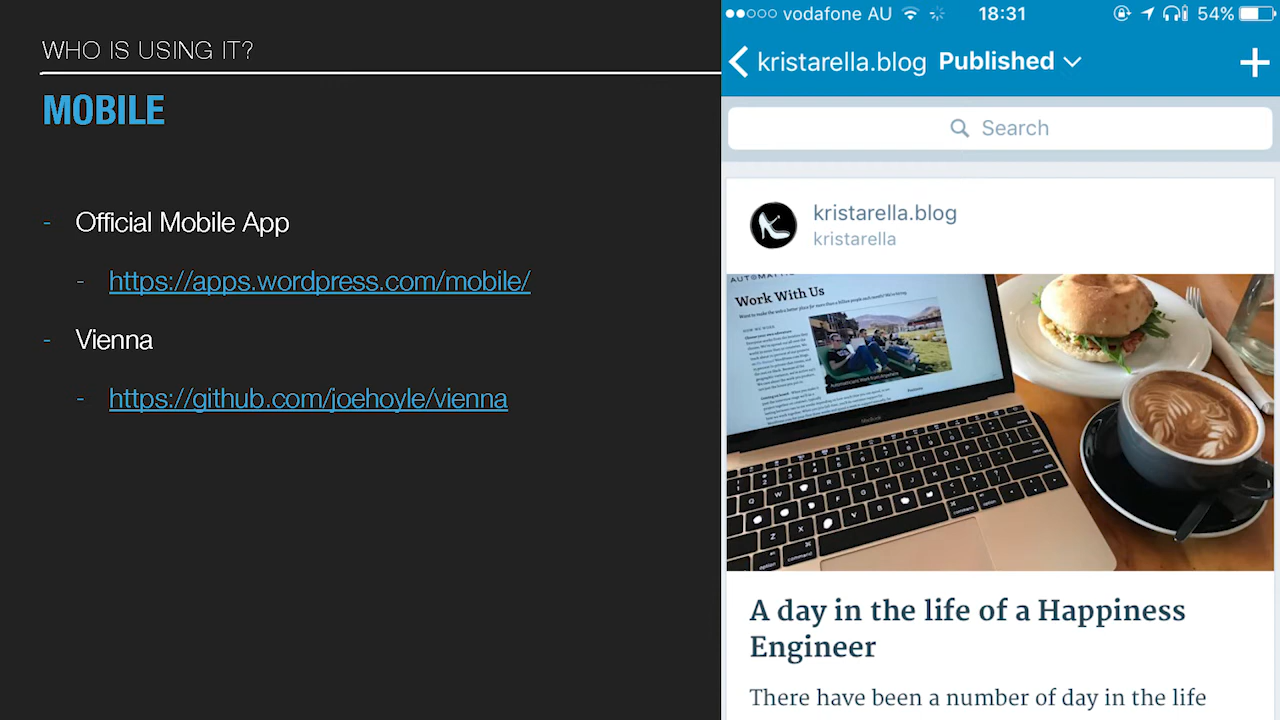 WHO IS USING IT?
MOBILE
- Official Mobile App
- https://apps.wordpress.com/mobile/
- Vienna
- https://github.com/joehoyle/vienna
vodafone AU 18:31 54%
kristarella.blog Published
Search
kristarella.blog
kristarella
AUTOMATTIC
Work With Us
MacBook
A day in the life of a Happiness
Engineer
There have been a number of day in the life